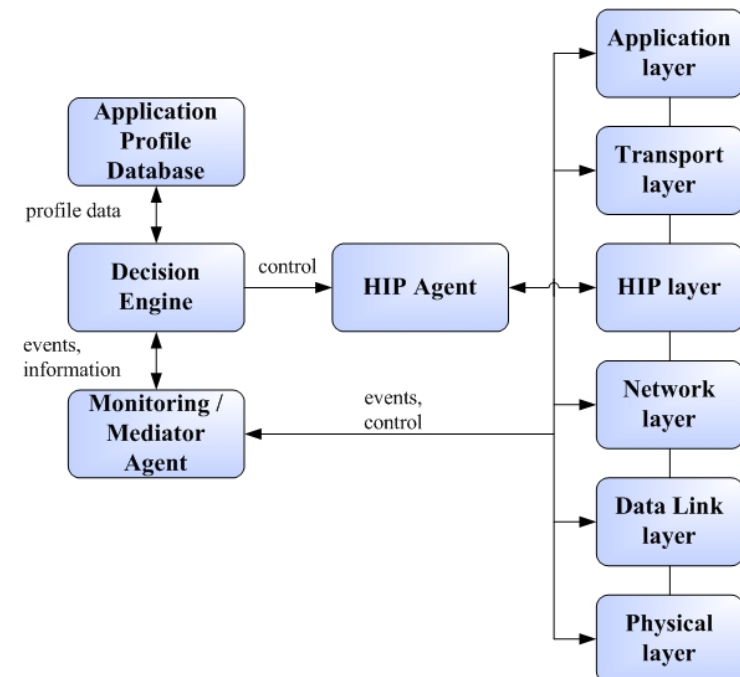 Application
layer
Application
Profile
Database
Transport
layer
profile data
Decision
Engine
control
HIP Agent
HIP layer
events,
information
Monitoring /
Mediator
Agent
events,
control
Network
layer
Data Link
layer
Physical
layer